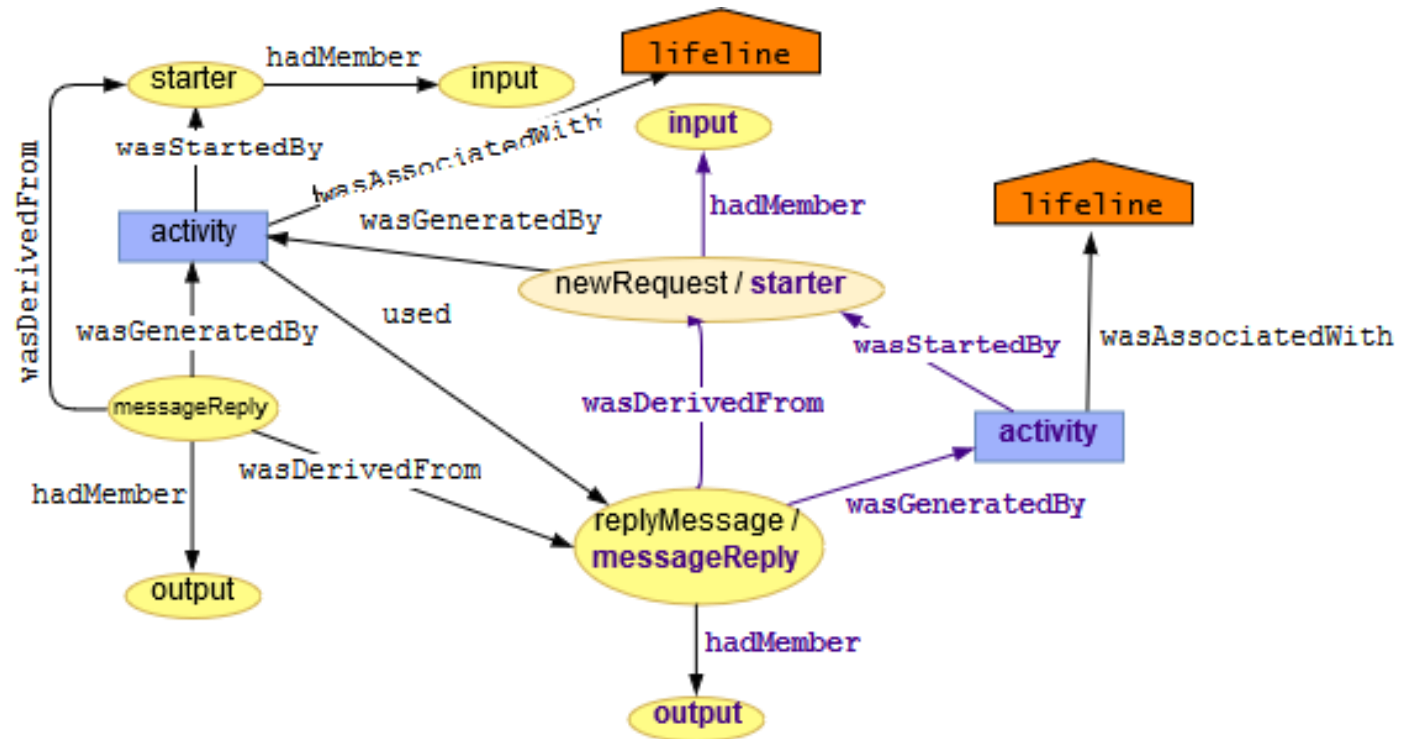 lifeline
hadMember
starter
input
input
wasStartedBy
wasAssociatedWith
wasDerivedFrom
lifeline
hadMember
wasGeneratedBy
activity
newRequest / starter
used
wasGeneratedBy
wasStartedBy
wasAssociatedWith
wasDerivedFrom
messageReply
activity
wasDerivedFrom
hadMember
wasGeneratedBy
replyMessage /
messageReply
output
hadMember
output